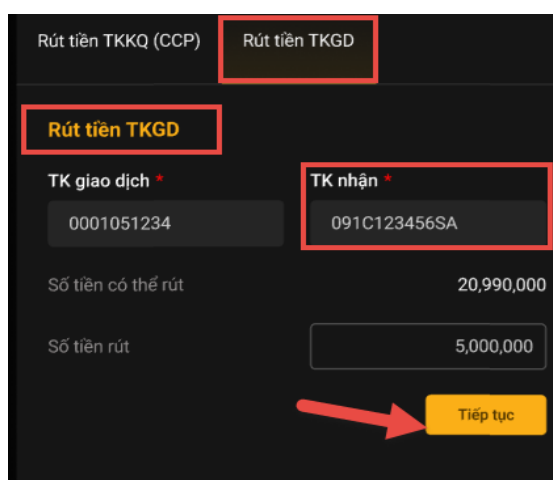 Rút tiền TKKQ (CCP) Rút tiền TKGD
Rút tiền TKGD
TK giao dịch * TK nhận *
0001051234 091C123456SA
Số tiền có thể rút 20,990,000
Số tiền rút 5,000,000
Tiếp tục